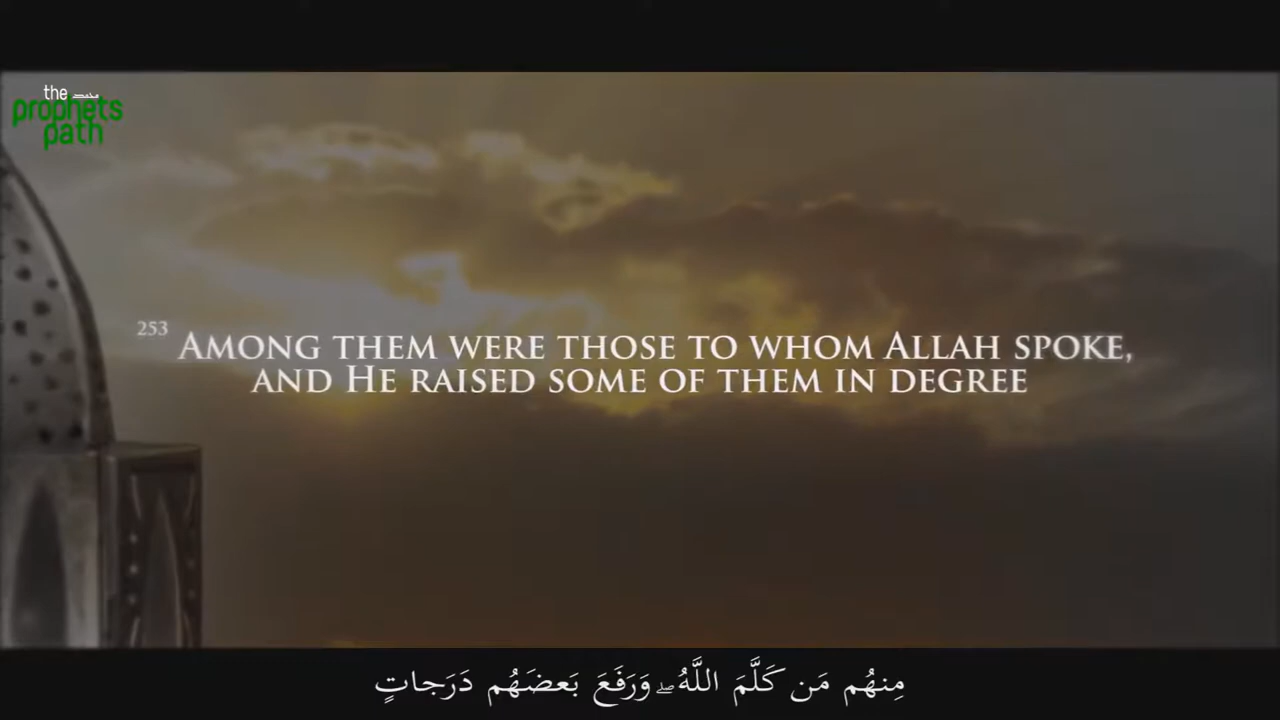 the
prophets
path
253 AMONG THEM WERE THOSE TO WHOM ALLAH SPOKE,
AND HE RAISED SOME OF THEM IN DEGREE
مِنهُم مَن كَلَّمَ اللَّهُ ۖ وَرَفَعَ بَعضَهُم دَرَجاتٍ